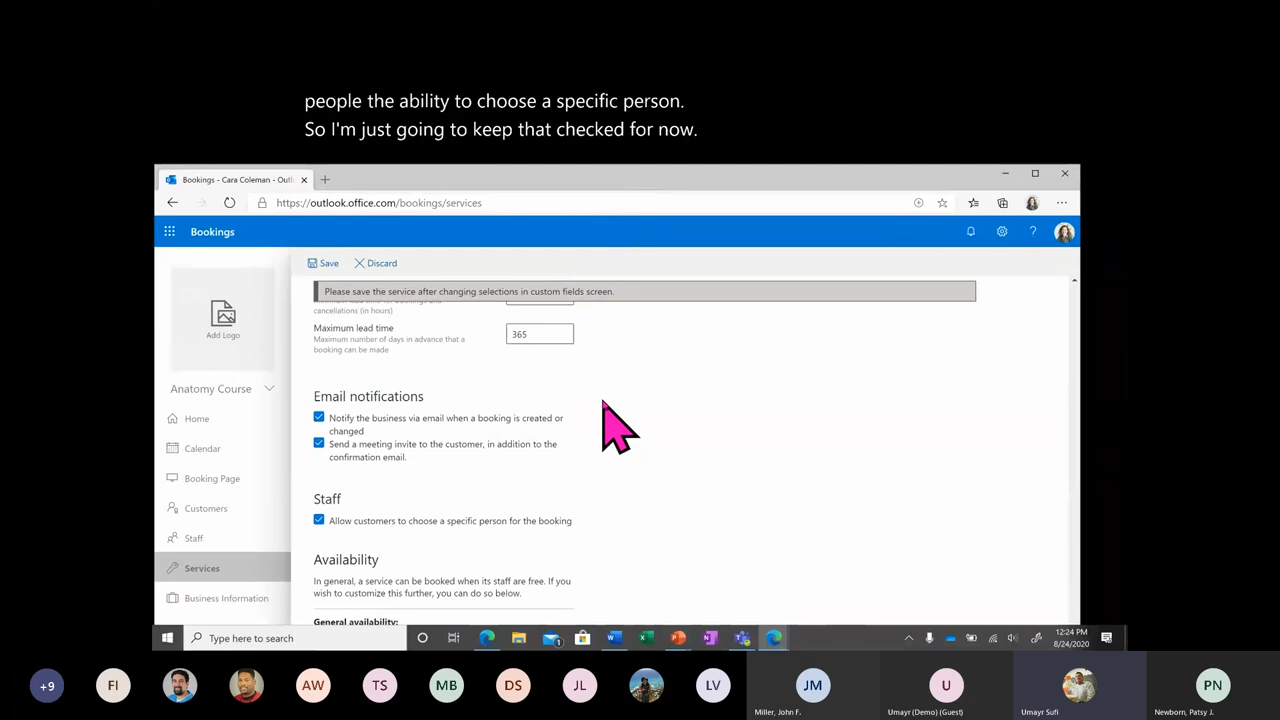 people the ability to choose a specific person.
So I'm just going to keep that checked for now.
Bookings - Cara Coleman - Outl
https://outlook.office.com/bookings/services
Bookings
Save
Discard
Add Logo
Please save the service after changing selections in custom fields screen.
cancellations (in hours)
Maximum lead time
Maximum number of days in advance that a
booking can be made
365
Anatomy Course
Email notifications
Notify the business via email when a booking is created or
changed
Send a meeting invite to the customer, in addition to the
confirmation email.
Home
Calendar
Booking Page
Customers
Staff
Services
Business Information
Staff
Allow customers to choose a specific person for the booking
Availability
In general, a service can be booked when its staff are free. If you
wish to customize this further, you can do so below.
General availability:
Type here to search
12:24 PM
8/24/2020
+9
FI
AW
TS
MB
DS
JL
LV
JM
U
PN
Miller, John F.
Umayr (Demo) (Guest)
Umayr Sufi
Newborn, Patsy J.